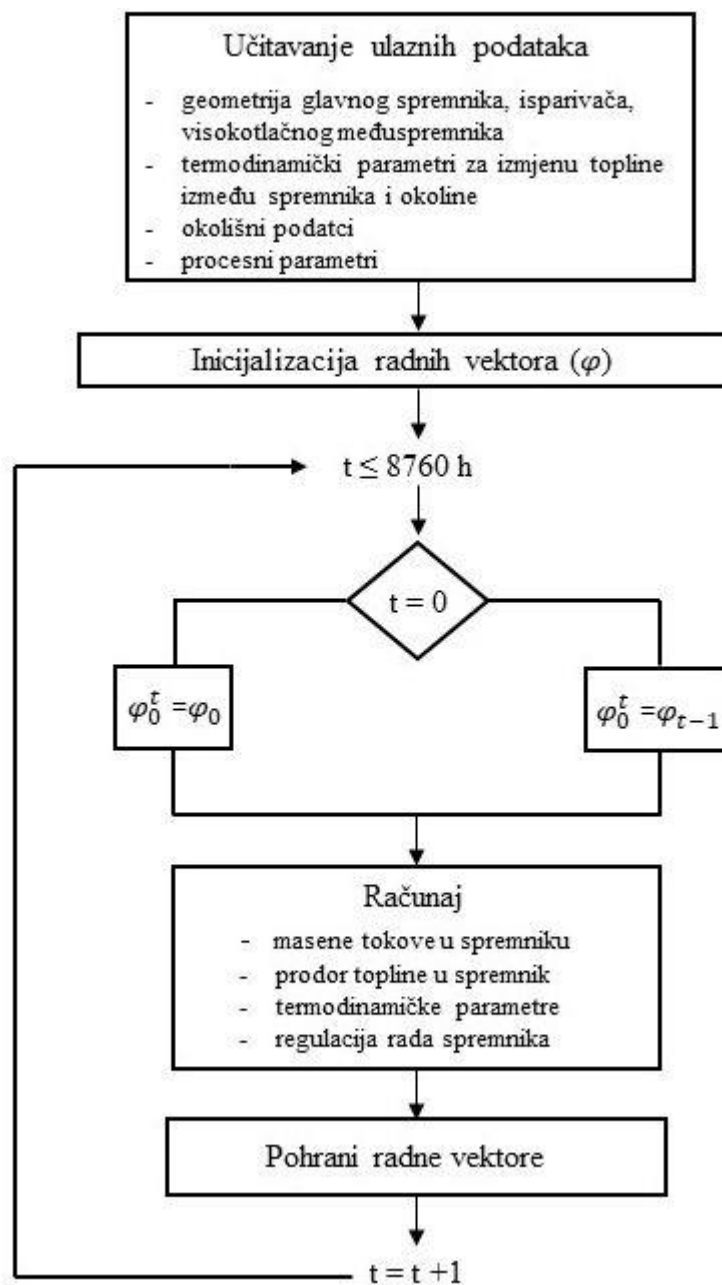 Učitavanje ulaznih podataka
- geometrija glavnog spremnika, isparivača,
visokotlačnog međuspremnika
- termodinamički parametri za izmjenu topline
između spremnika i okoline
- okolišni podatci
- procesni parametri
Inicijalizacija radnih vektora (φ)
t ≤ 8760 h
t = 0
φ₀ᵗ =φ₀
φ₀ᵗ =φₜ₋₁
Računaj
- masene tokove u spremniku
- prodor topline u spremnik
- termodinamičke parametre
- regulacija rada spremnika
Pohrani radne vektore
t = t +1